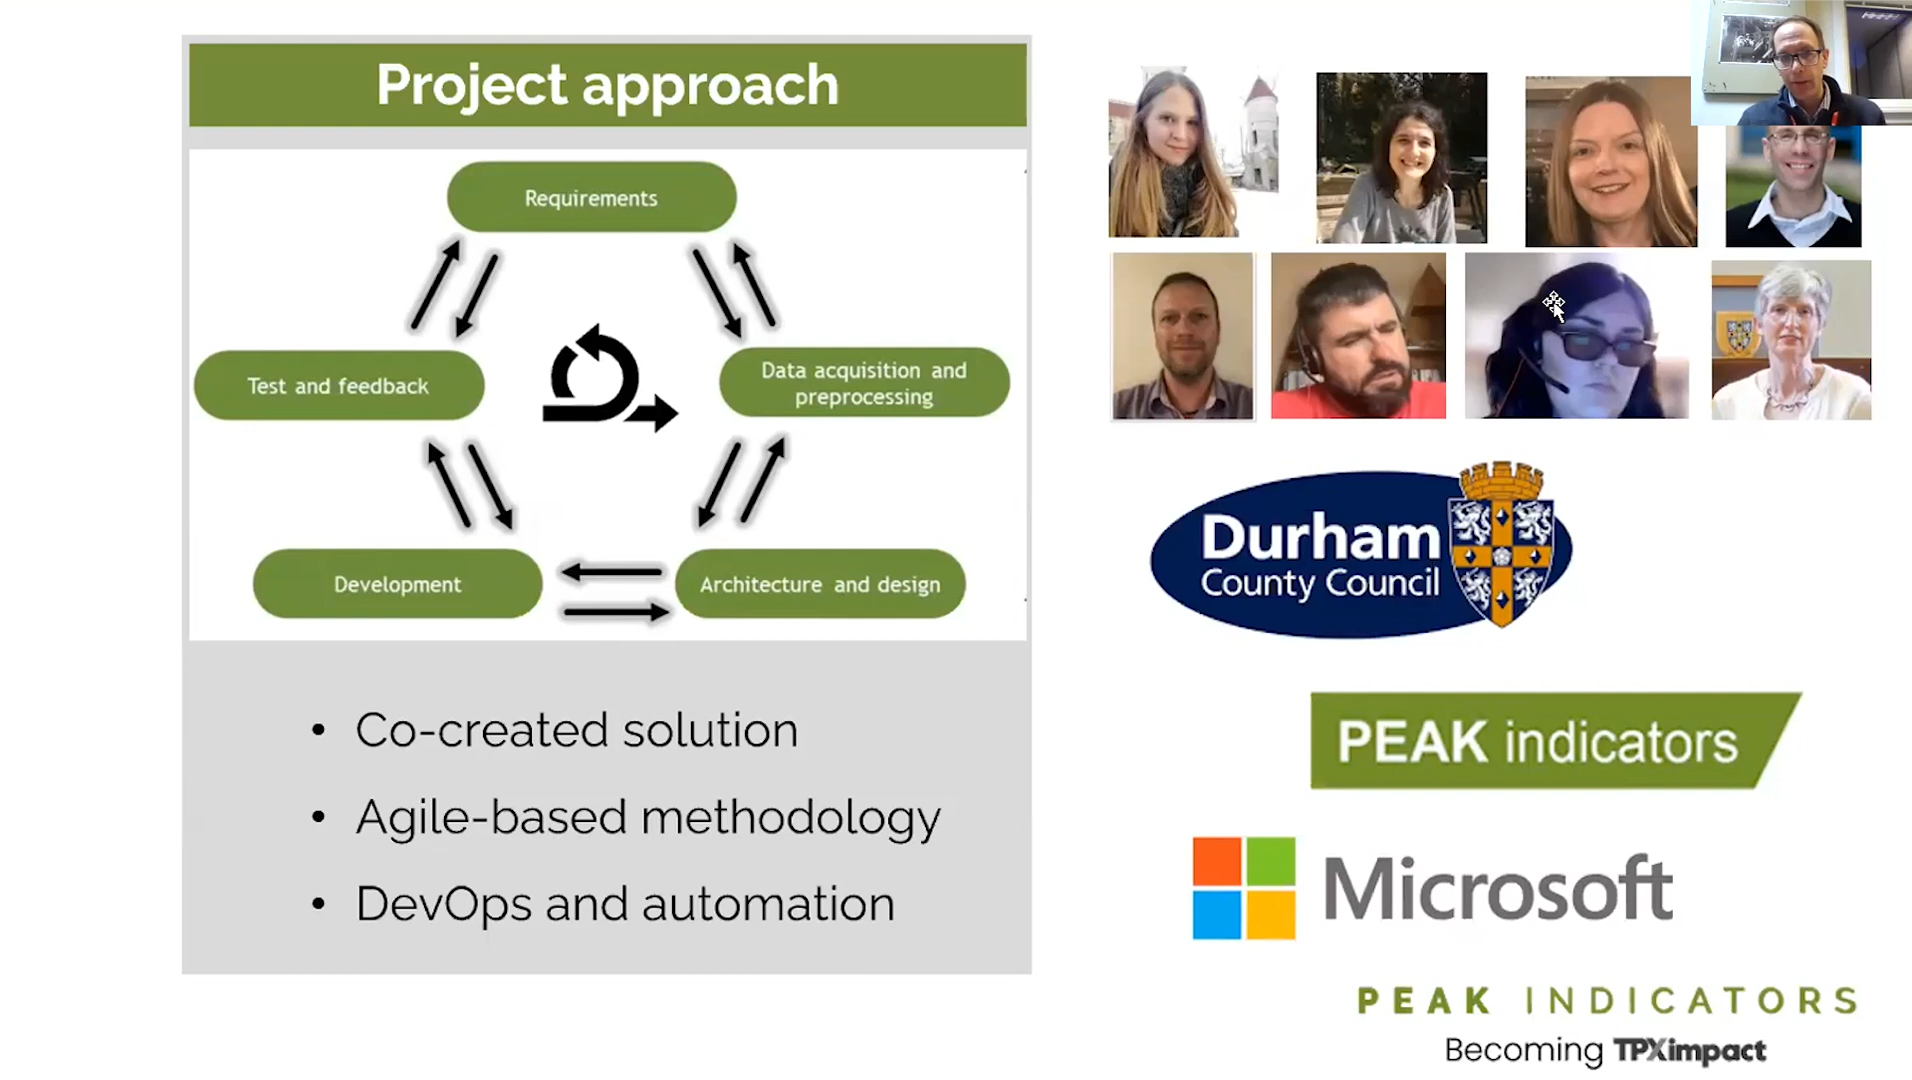 Project approach
Requirements
Test and feedback
Data acquisition and
preprocessing
Development
Architecture and design
• Co-created solution
• Agile-based methodology
• DevOps and automation
Durham
County Council
PEAK indicators
Microsoft
PEAK INDICATORS
Becoming TPXimpact